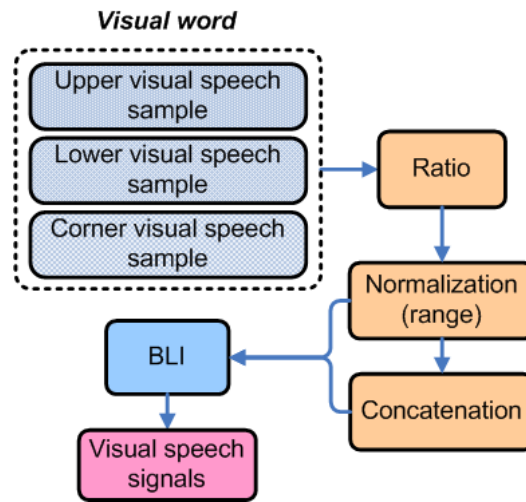 Visual word
Upper visual speech
sample
Lower visual speech
sample
Corner visual speech
sample
Ratio
Normalization
(range)
Concatenation
BLI
Visual speech
signals